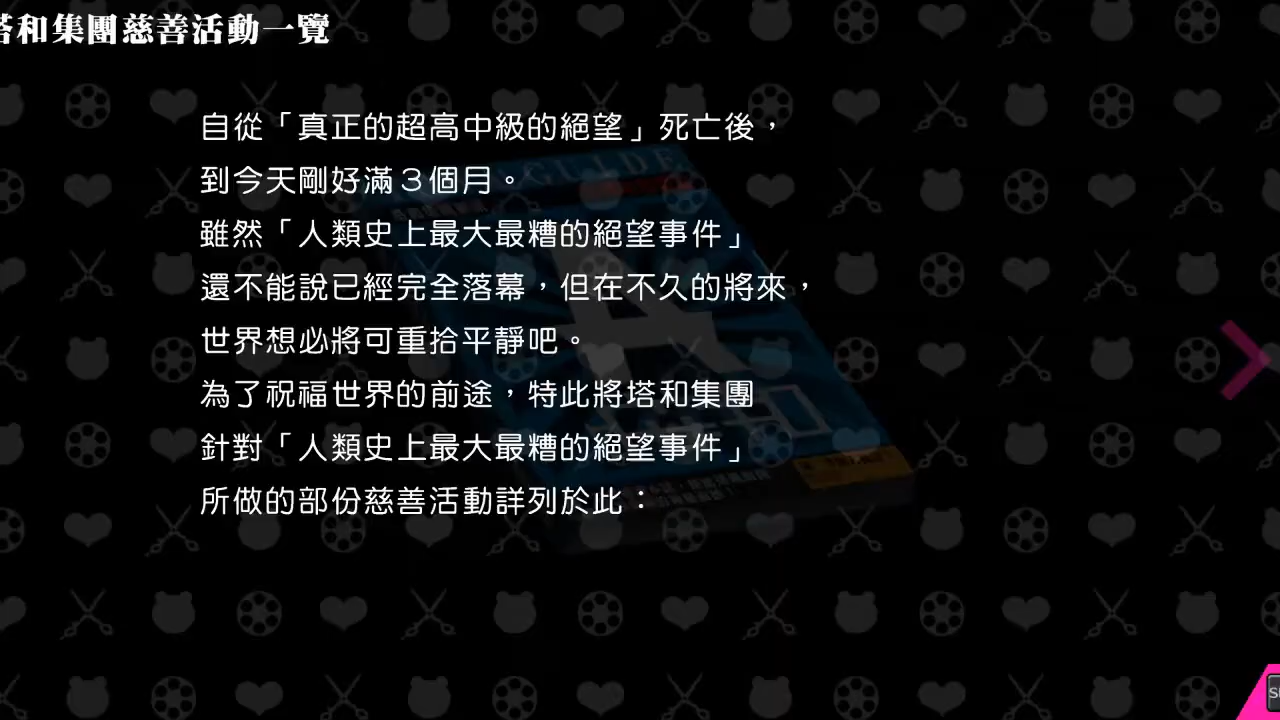 塔和集團慈善活動一覽
GUIDE
自從「真正的超高中級的絕望」死亡後，
到今天剛好滿３個月。
雖然「人類史上最大最糟的絕望事件」
還不能說已經完全落幕，但在不久的將來，
世界想必將可重拾平靜吧。
為了祝福世界的前途，特此將塔和集團
針對「人類史上最大最糟的絕望事件」
所做的部份慈善活動詳列於此：